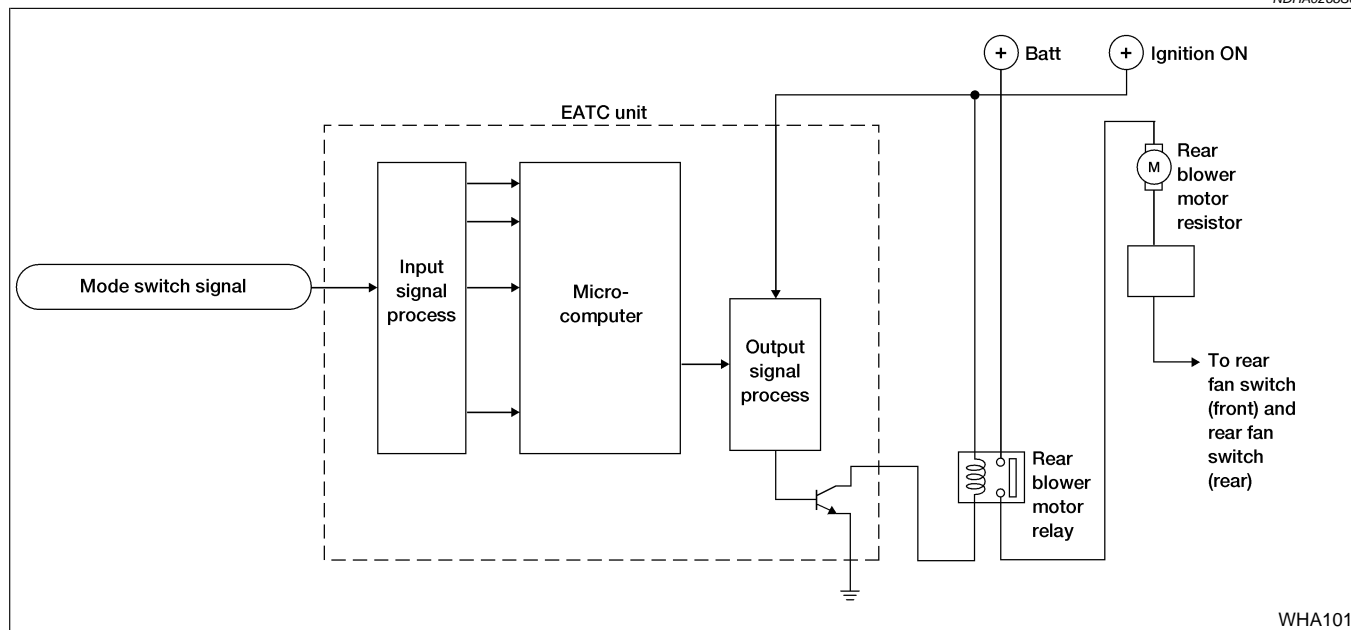 + Batt
+ Ignition ON
EATC unit
Mode switch signal
Input
signal
process
Micro-
computer
Output
signal
process
M
Rear
blower
motor
resistor
To rear
fan switch
(front) and
rear fan
switch
(rear)
Rear
blower
motor
relay
WHA101